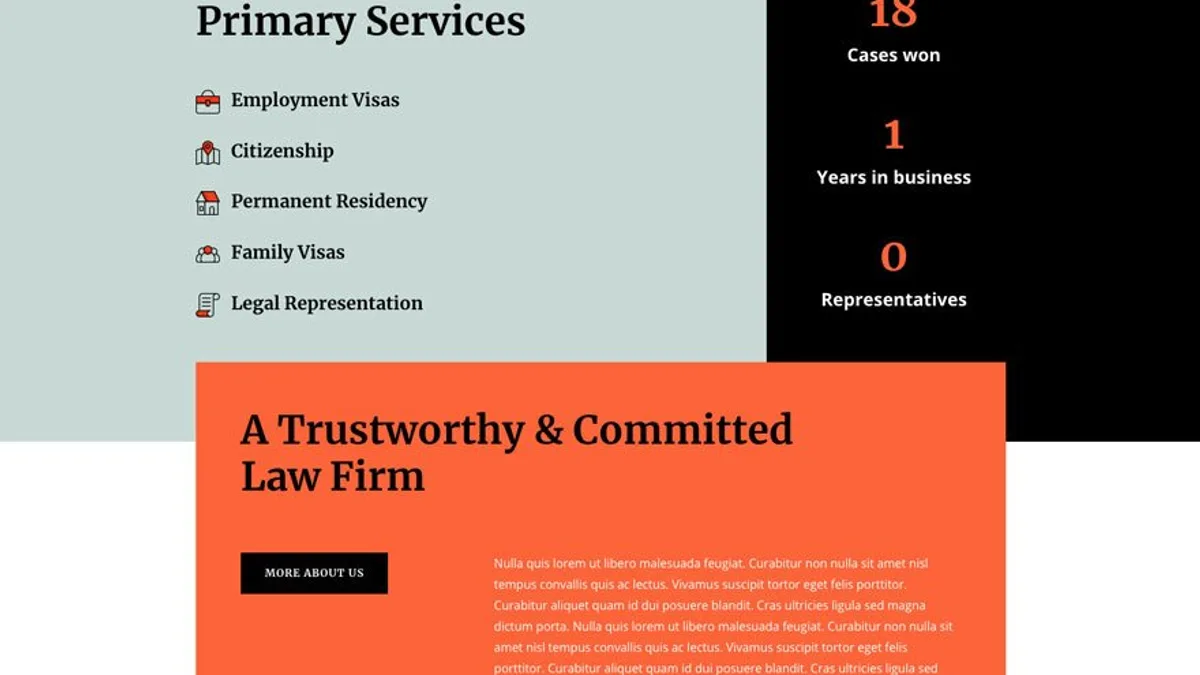 Primary Services
Employment Visas
Citizenship
Permanent Residency
Family Visas
Legal Representation
18
Cases won
1
Years in business
0
Representatives
A Trustworthy & Committed
Law Firm
MORE ABOUT US
Nulla quis lorem ut libero malesuada feugiat. Curabitur non nulla sit amet nisl
tempus convallis quis ac lectus. Vivamus suscipit tortor eget felis porttitor.
Curabitur aliquet quam id dui posuere blandit. Cras ultricies ligula sed magna
dictum porta. Nulla quis lorem ut libero malesuada feugiat. Curabitur non nulla sit
amet nisl tempus convallis quis ac lectus. Vivamus suscipit tortor eget felis
porttitor. Curabitur aliquet quam id dui posuere blandit. Cras ultricies ligula sed